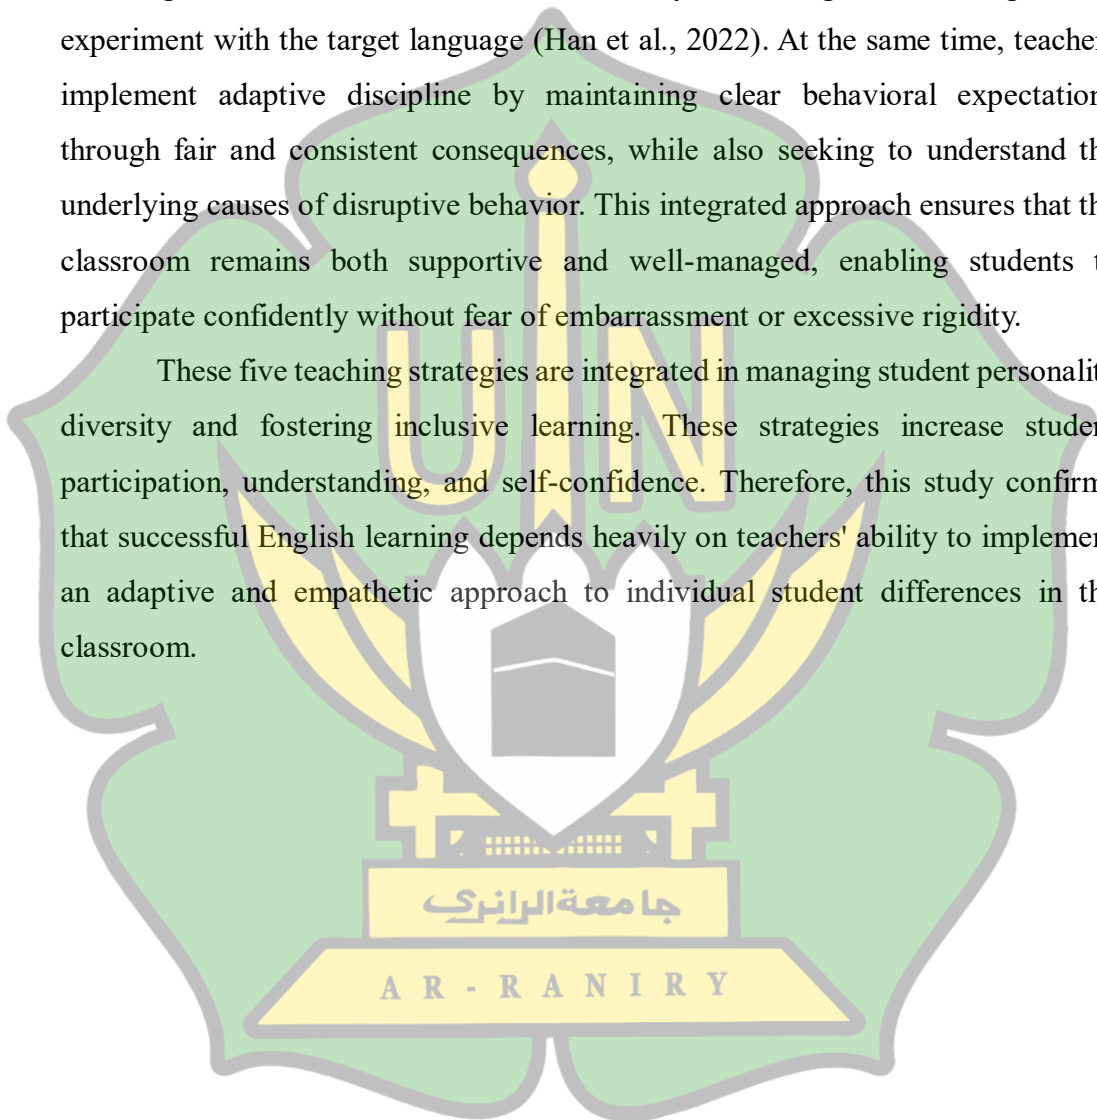 experiment with the target language (Han et al., 2022). At the same time, teacher
implement adaptive discipline by maintaining clear behavioral expectation
through fair and consistent consequences, while also seeking to understand th
underlying causes of disruptive behavior. This integrated approach ensures that th
classroom remains both supportive and well-managed, enabling students t
participate confidently without fear of embarrassment or excessive rigidity.
These five teaching strategies are integrated in managing student personalit
diversity and fostering inclusive learning. These strategies increase studen
participation, understanding, and self-confidence. Therefore, this study confirm
that successful English learning depends heavily on teachers' ability to implemen
an adaptive and empathetic approach to individual student differences in th
classroom.
UIN
جامعة الرانري
AR-RANIRY